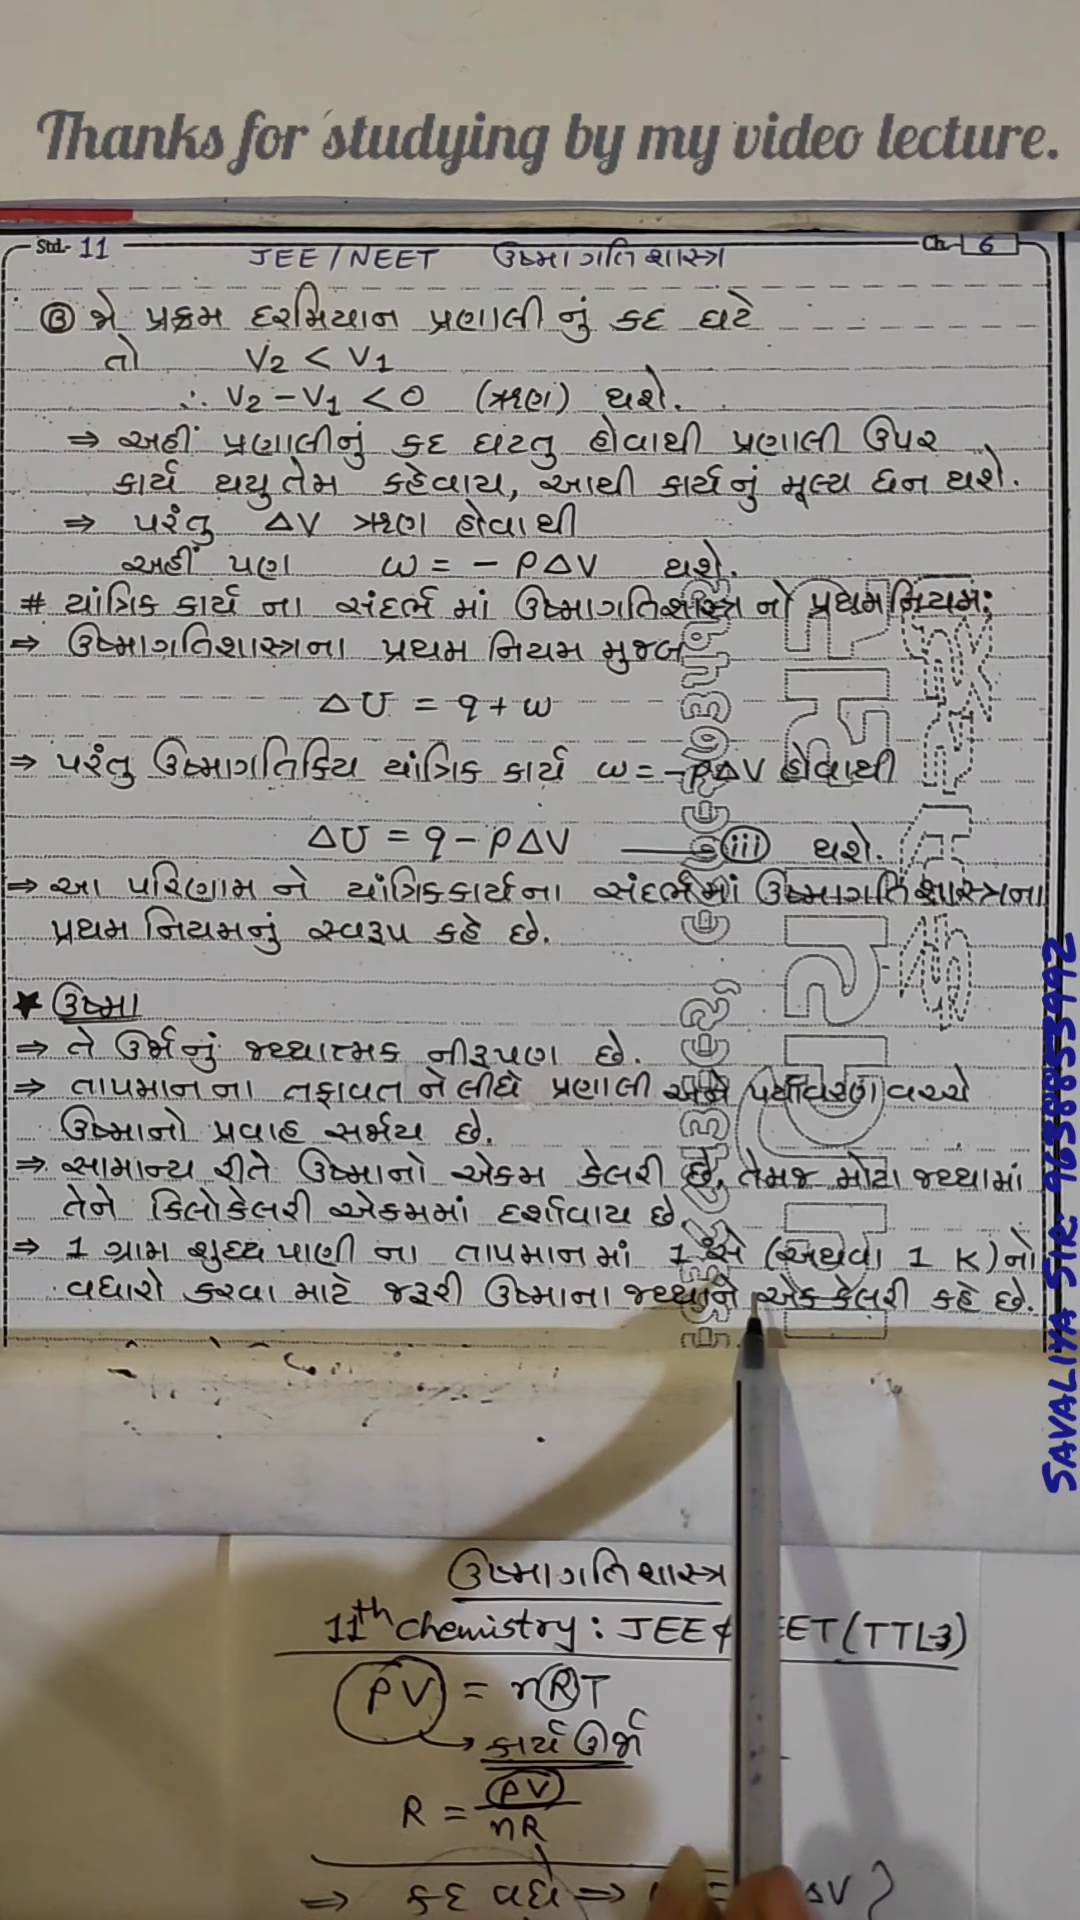 Thanks for studying by my video lecture.
Std.- 11 JEE/NEET ઉષ્માગતિશાસ્ત્ર Ch. 6
③ જો પ્રક્રમ દરમિયાન પ્રણાલીનું કદ ઘટે
તો V2 < V1
∴ V2 - V1 < 0 (ઋણ) થશે.
⇒ અહીં પ્રણાલીનું કદ ઘટતુ હોવાથી પ્રણાલી ઉપર
કાર્ય થયુ તેમ કહેવાય, આથી કાર્યનું મૂલ્ય ધન થશે.
⇒ પરંતુ ΔV ઋણ હોવાથી
અહીં પણ ω = - PΔV થશે.
# યાંત્રિક કાર્ય ના સંદર્ભ માં ઉષ્માગતિશાસ્ત્ર નો પ્રથમ નિયમ:
⇒ ઉષ્માગતિશાસ્ત્રના પ્રથમ નિયમ મુજબ
ΔU = q + ω
⇒ પરંતુ ઉષ્માગતિકિય યાંત્રિક કાર્ય ω = -PΔV હોવાથી
ΔU = q - PΔV (iii) થશે.
⇒ આ પરિણામ ને યાંત્રિકકાર્યના સંદર્ભમાં ઉષ્માગતિશાસ્ત્રના
પ્રથમ નિયમનું સ્વરૂપ કહે છે.
★ ઉષ્મા
⇒ તે ઉર્જાનું જથ્થાત્મક નીરૂપણ છે.
⇒ તાપમાન ના તફાવત ને લીધે પ્રણાલી અને પર્યાવરણ વચ્ચે
ઉષ્માનો પ્રવાહ સર્જાય છે.
⇒ સામાન્ય રીતે ઉષ્માનો એકમ કેલરી છે, તેમજ મોટા જથ્થામાં
તેને કિલોકેલરી એકમમાં દર્શાવાય છે.
⇒ 1 ગ્રામ શુધ્ધ પાણી ના તાપમાન માં 1° સે (અથવા 1 K) નો
વધારો કરવા માટે જરૂરી ઉષ્માના જથ્થાને એક કેલરી કહે છે.
SAVALIYA SIR: 9638853992
ઉષ્માગતિશાસ્ત્ર
11th chemistry: JEE & EET (TTL-3)
PV = nRT
→ કાર્ય ઊર્જા
R = PV
nR
⇒ કદ વધે ⇒ ΔV